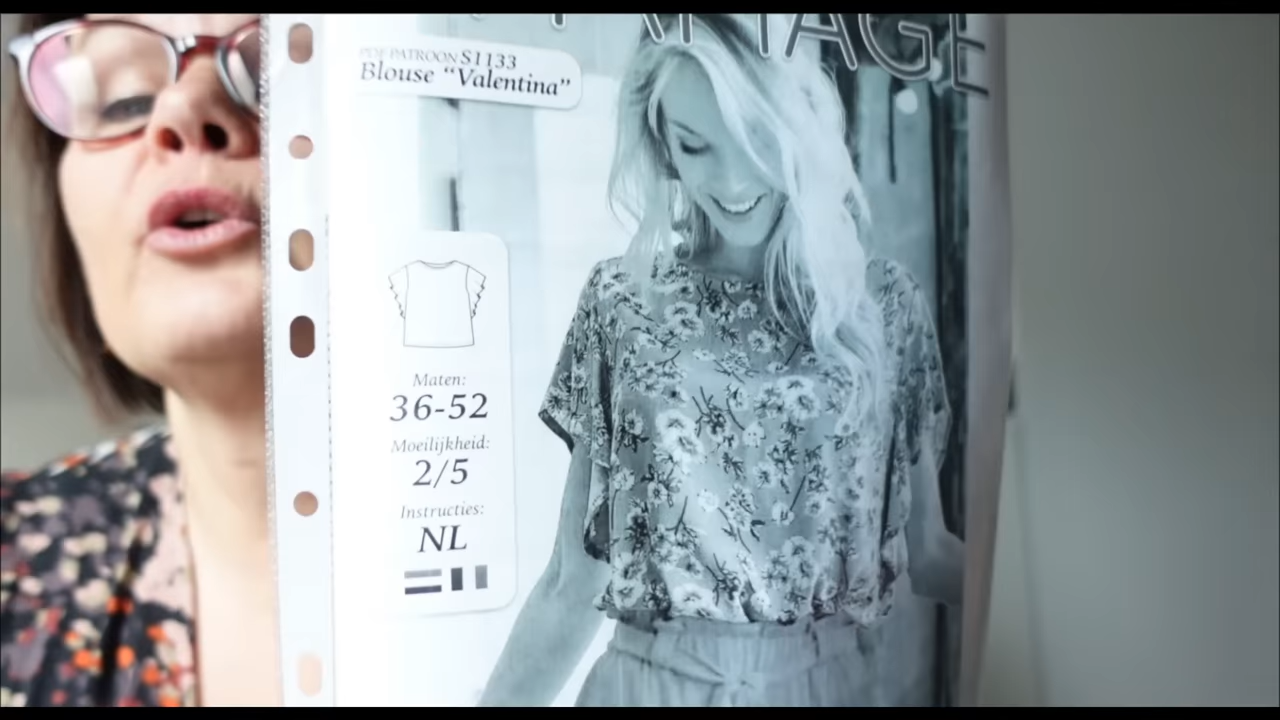 PDF PATROON S1133
Blouse “Valentina”
Maten:
36-52
Moeilijkheid:
2/5
Instructies:
NL